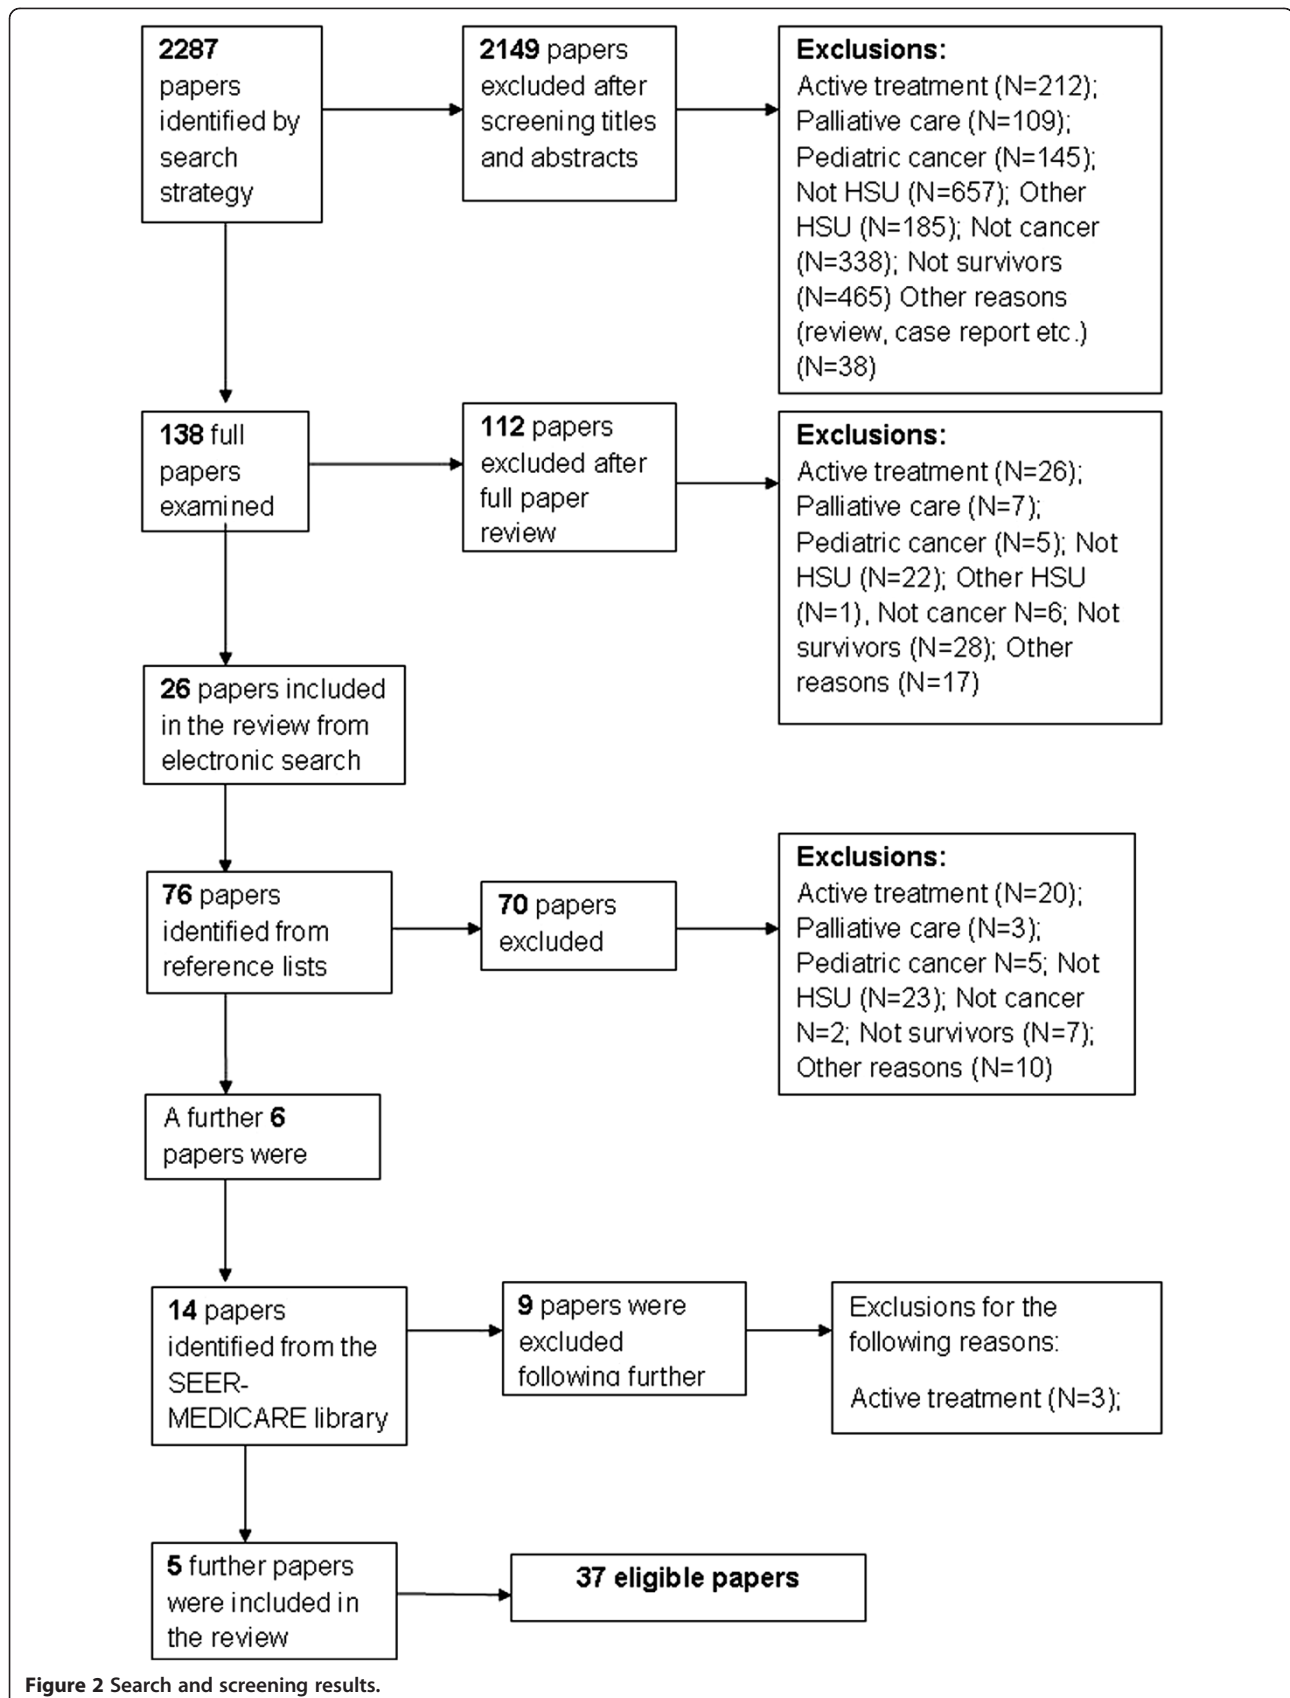 2287
papers
identified by
search
strategy
2149 papers
excluded after
screening titles
and abstracts
Exclusions:
Active treatment (N=212);
Palliative care (N=109);
Pediatric cancer (N=145);
Not HSU (N=657); Other
HSU (N=185); Not cancer
(N=338); Not survivors
(N=465) Other reasons
(review, case report etc.)
(N=38)
138 full
papers
examined
112 papers
excluded after
full paper
review
Exclusions:
Active treatment (N=26);
Palliative care (N=7);
Pediatric cancer (N=5); Not
HSU (N=22); Other HSU
(N=1), Not cancer N=6; Not
survivors (N=28); Other
reasons (N=17)
26 papers included
in the review from
electronic search
76 papers
identified from
reference lists
70 papers
excluded
Exclusions:
Active treatment (N=20);
Palliative care (N=3);
Pediatric cancer N=5; Not
HSU (N=23); Not cancer
N=2; Not survivors (N=7);
Other reasons (N=10)
A further 6
papers were
14 papers
identified from the
SEER-
MEDICARE library
9 papers were
excluded
following further
Exclusions for the
following reasons:
Active treatment (N=3);
5 further papers
were included in
the review
37 eligible papers
Figure 2 Search and screening results.